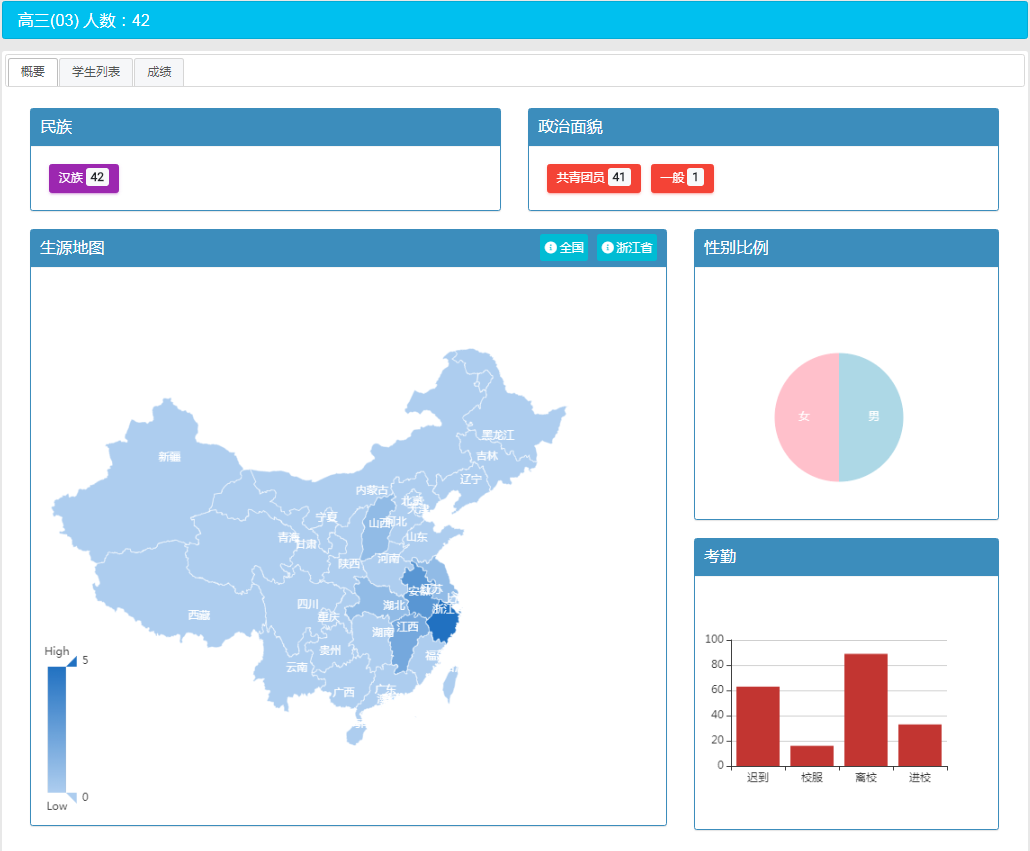 高三(03) 人数：42
概要 学生列表 成绩
民族
汉族 42
政治面貌
共青团员 41 一般 1
生源地图 全国 浙江省
黑龙江
吉林
新疆
辽宁
内蒙古
北京
天津
宁夏
山西 河北
青海
甘肃
山东
河南
陕西
安徽 江苏
四川
湖北
浙江
西藏
重庆
江西
湖南
贵州
云南
广西
广东
High
5
0
Low
性别比例
女 男
考勤
100
80
60
40
20
0
迟到 校服 离校 进校